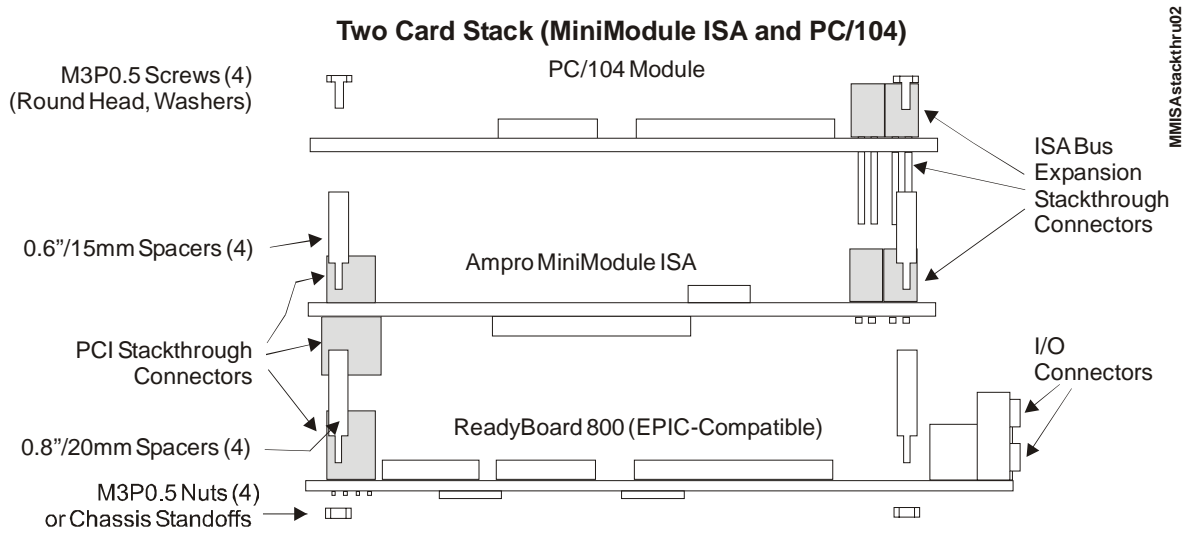 Two Card Stack (MiniModule ISA and PC/104)
MMISAstackthru02
M3P0.5 Screws (4)
(Round Head, Washers)
PC/104 Module
ISA Bus
Expansion
Stackthrough
Connectors
0.6”/15mm Spacers (4)
Ampro MiniModule ISA
PCI Stackthrough
Connectors
I/O
Connectors
0.8”/20mm Spacers (4)
ReadyBoard 800 (EPIC-Compatible)
M3P0.5 Nuts (4)
or Chassis Standoffs